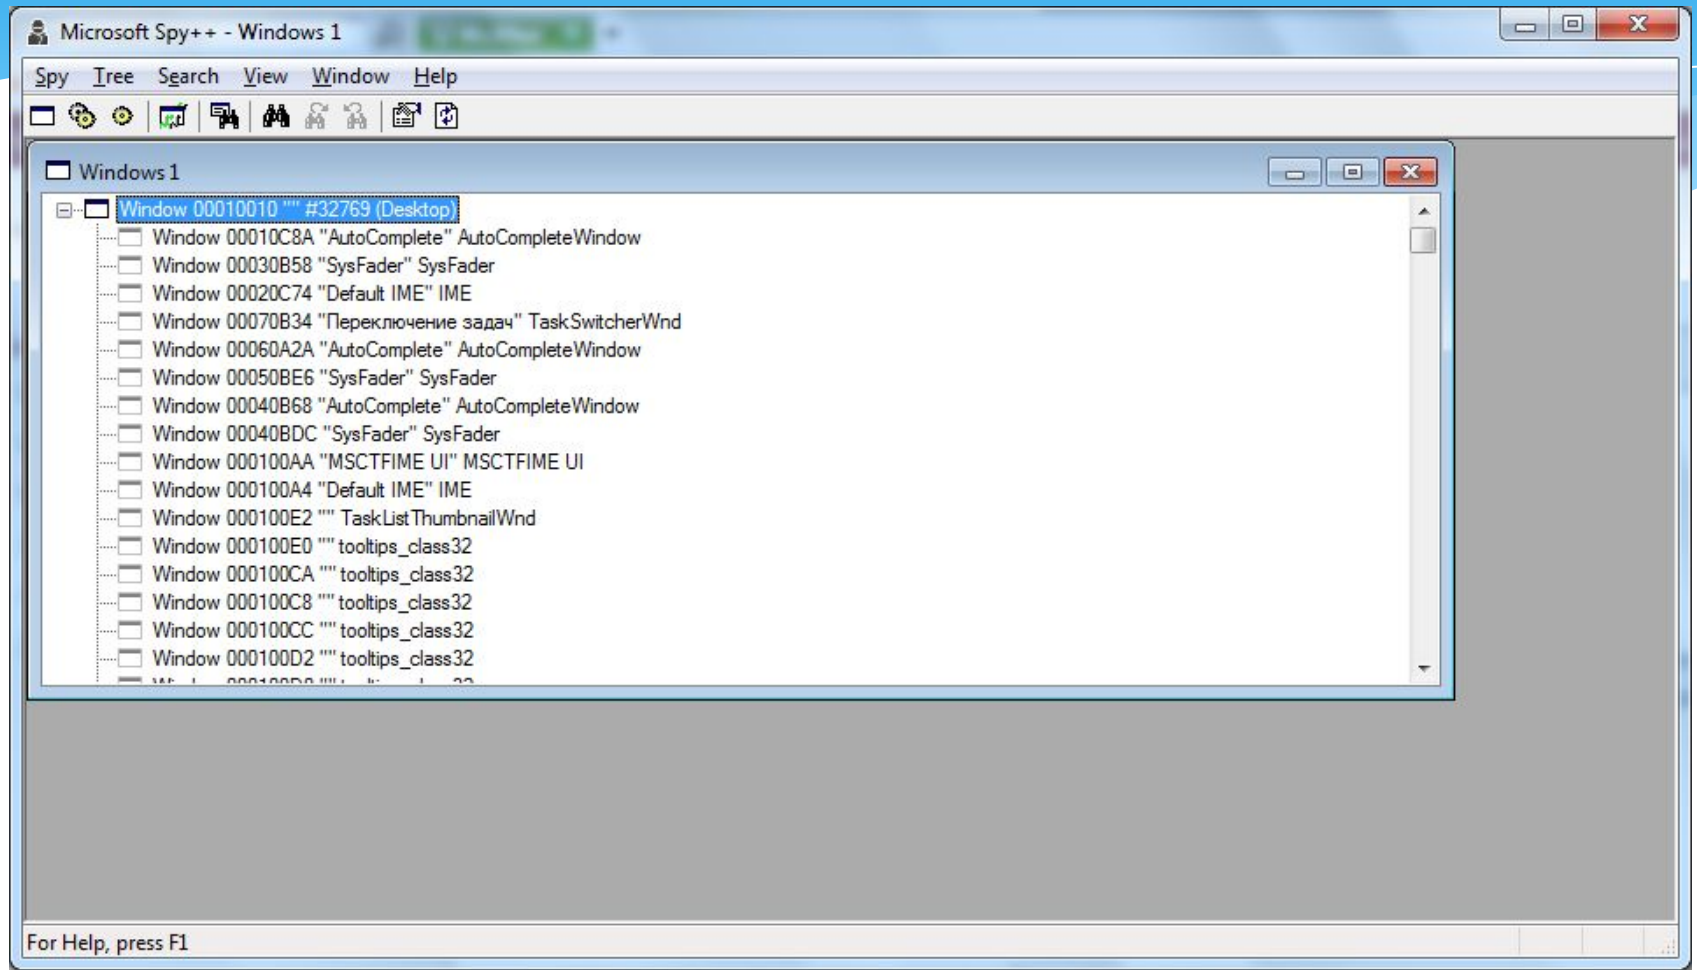 Microsoft Spy++ - Windows 1
Spy Tree Search View Window Help
Windows 1
Window 00010010 "" #32769 (Desktop)
Window 00010C8A "AutoComplete" AutoCompleteWindow
Window 00030B58 "SysFader" SysFader
Window 00020C74 "Default IME" IME
Window 00070B34 "Переключение задач" TaskSwitcherWnd
Window 00060A2A "AutoComplete" AutoCompleteWindow
Window 00050BE6 "SysFader" SysFader
Window 00040B68 "AutoComplete" AutoCompleteWindow
Window 00040BDC "SysFader" SysFader
Window 000100AA "MSCTFIME UI" MSCTFIME UI
Window 000100A4 "Default IME" IME
Window 000100E2 "" TaskListThumbnailWnd
Window 000100E0 "" tooltips_class32
Window 000100CA "" tooltips_class32
Window 000100C8 "" tooltips_class32
Window 000100CC "" tooltips_class32
Window 000100D2 "" tooltips_class32
For Help, press F1